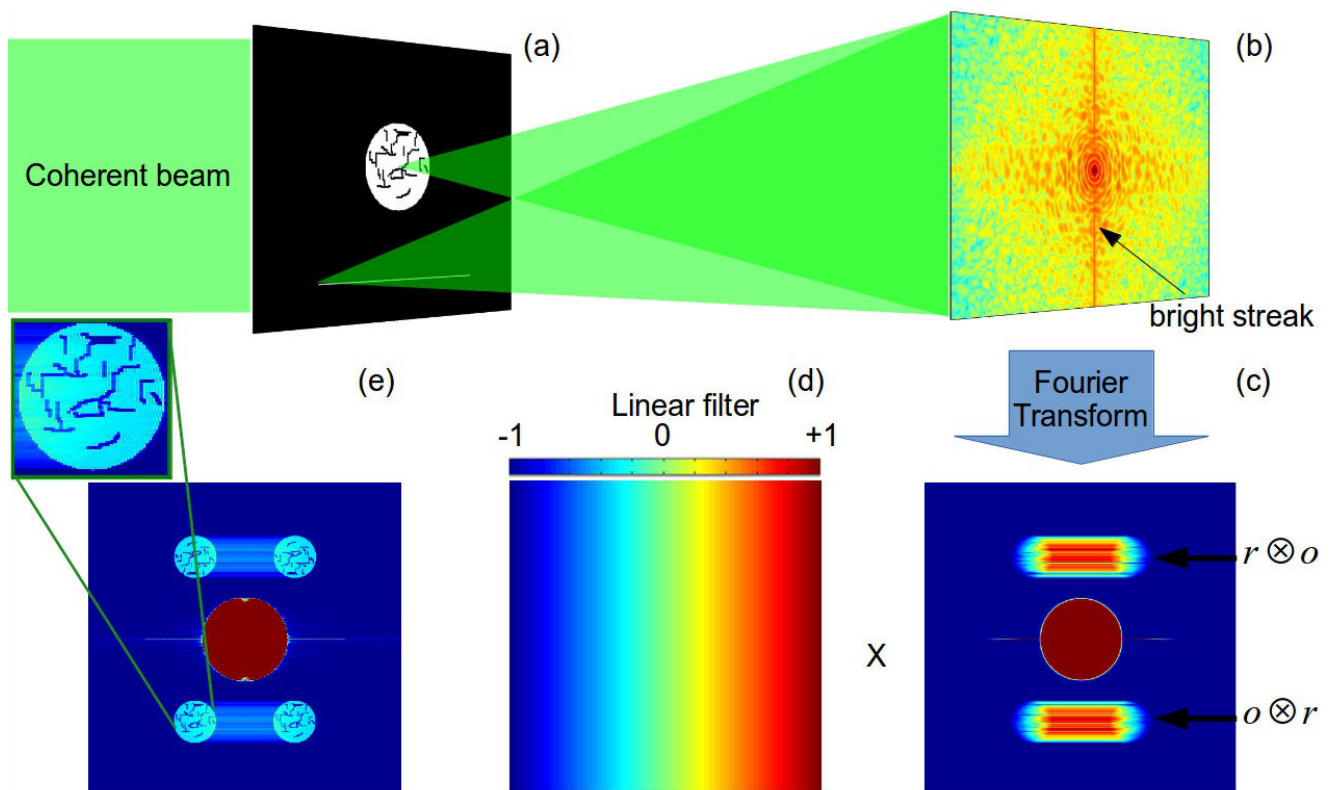 (a)
(b)
Coherent beam
bright streak
(e)
(d)
(c)
Linear filter
-1 0 +1
Fourier
Transform
r ⊗ o
X
o ⊗ r